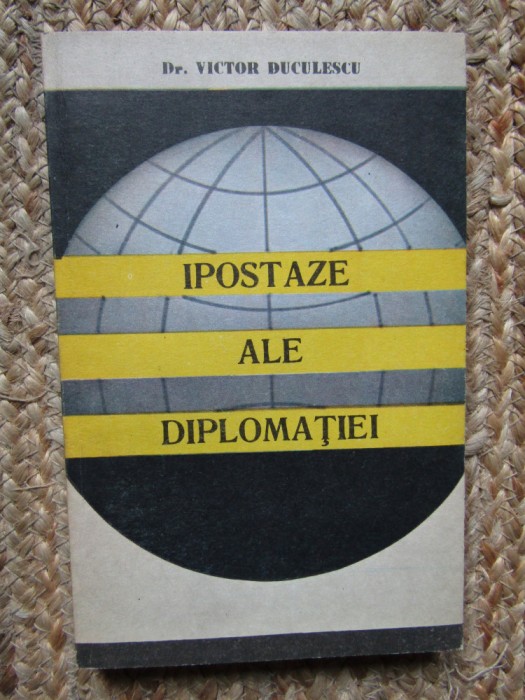 Dr. VICTOR DUCULESCU
IPOSTAZE
ALE
DIPLOMAŢIEI